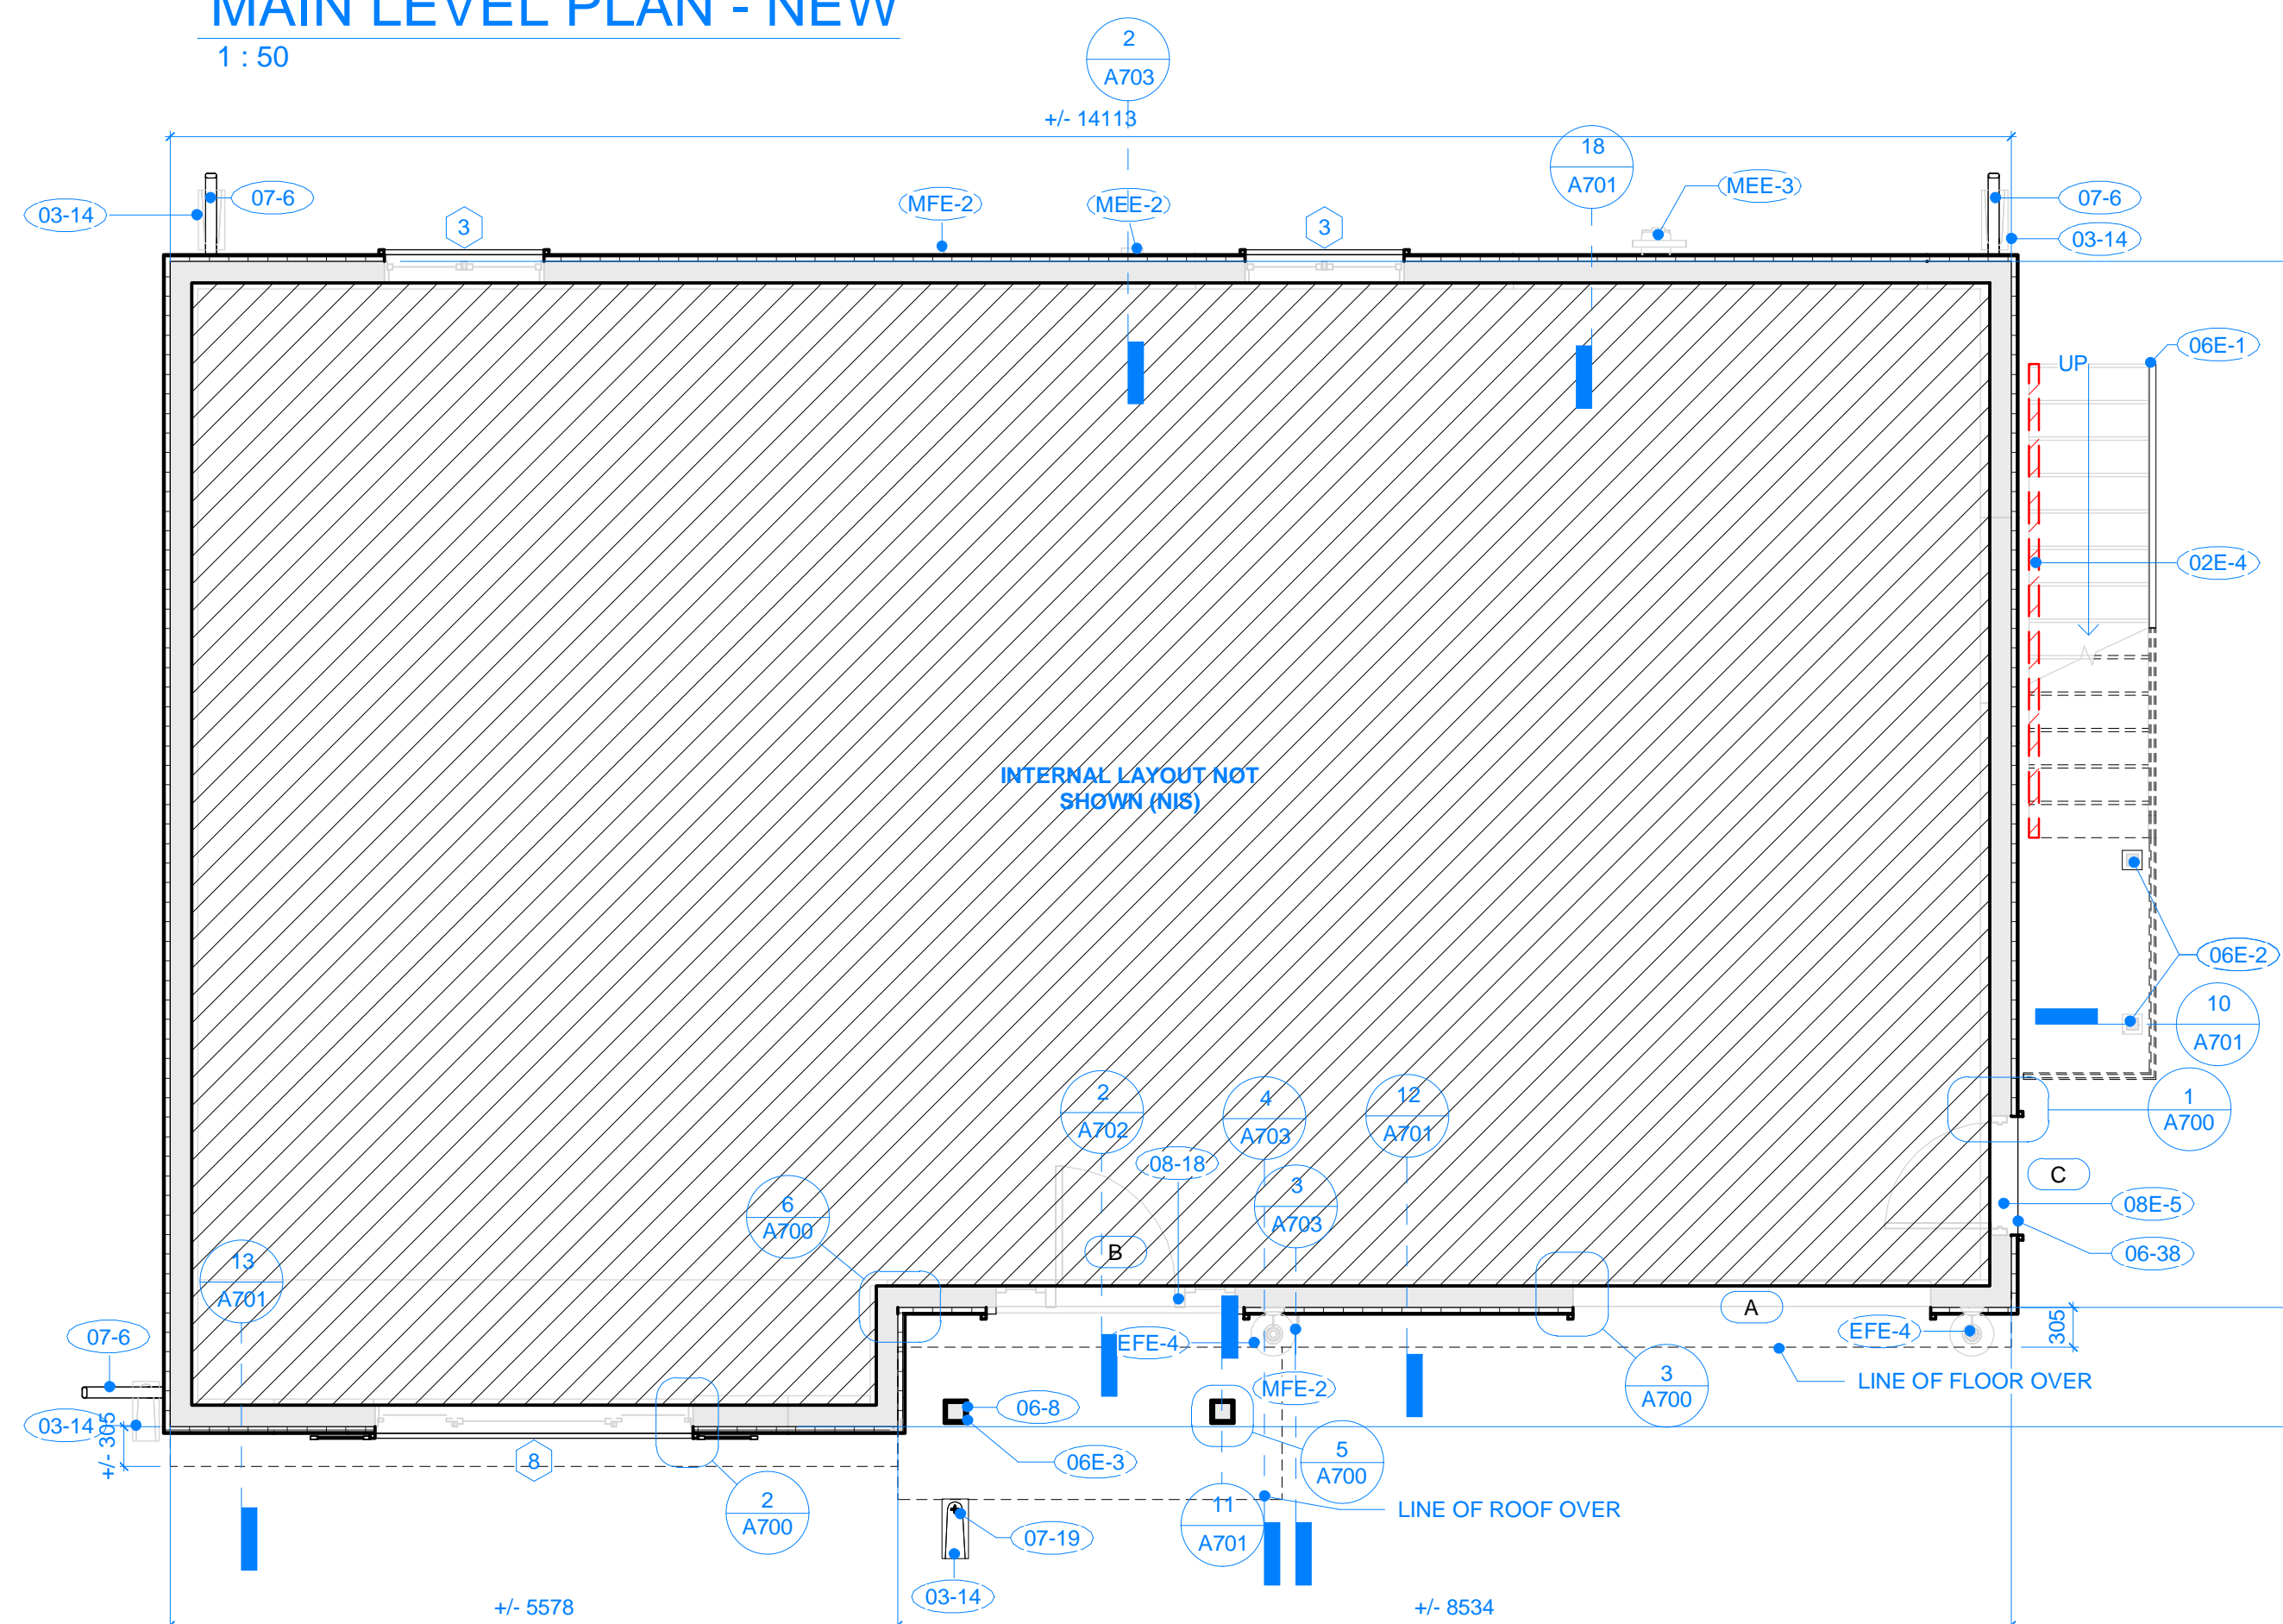 MAIN LEVEL PLAN - NEW
1 : 50
2
A703
+/- 14113
18
A701
03-14
07-6
3
MFE-2
MEE-2
3
MEE-3
07-6
03-14
UP
06E-1
02E-4
INTERNAL LAYOUT NOT
SHOWN (NIS)
06E-2
10
A701
2
A702
4
A703
12
A701
1
A700
08-18
C
6
A700
3
A703
08E-5
B
06-38
13
A701
A
07-6
EFE-4
EFE-4
305
3
A700
LINE OF FLOOR OVER
MFE-2
03-14
+/- 305
06-8
8
06E-3
5
A700
2
A700
11
A701
LINE OF ROOF OVER
07-19
03-14
+/- 5578
+/- 8534